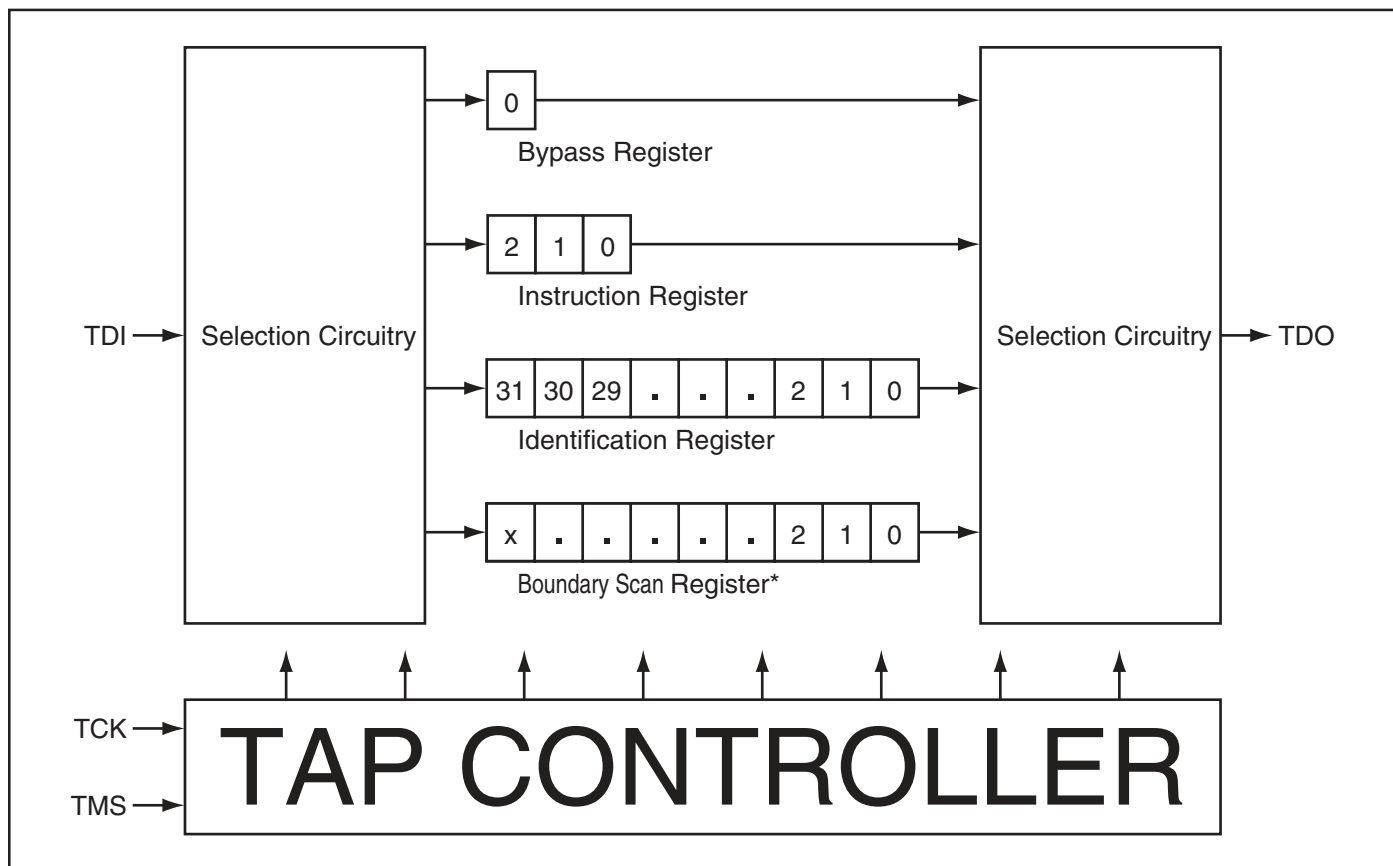 0
Bypass Register
2 1 0
Instruction Register
TDI
Selection Circuitry
Selection Circuitry
TDO
31 30 29 . . . 2 1 0
Identification Register
x . . . . . 2 1 0
Boundary Scan Register*
TCK
TMS
TAP CONTROLLER